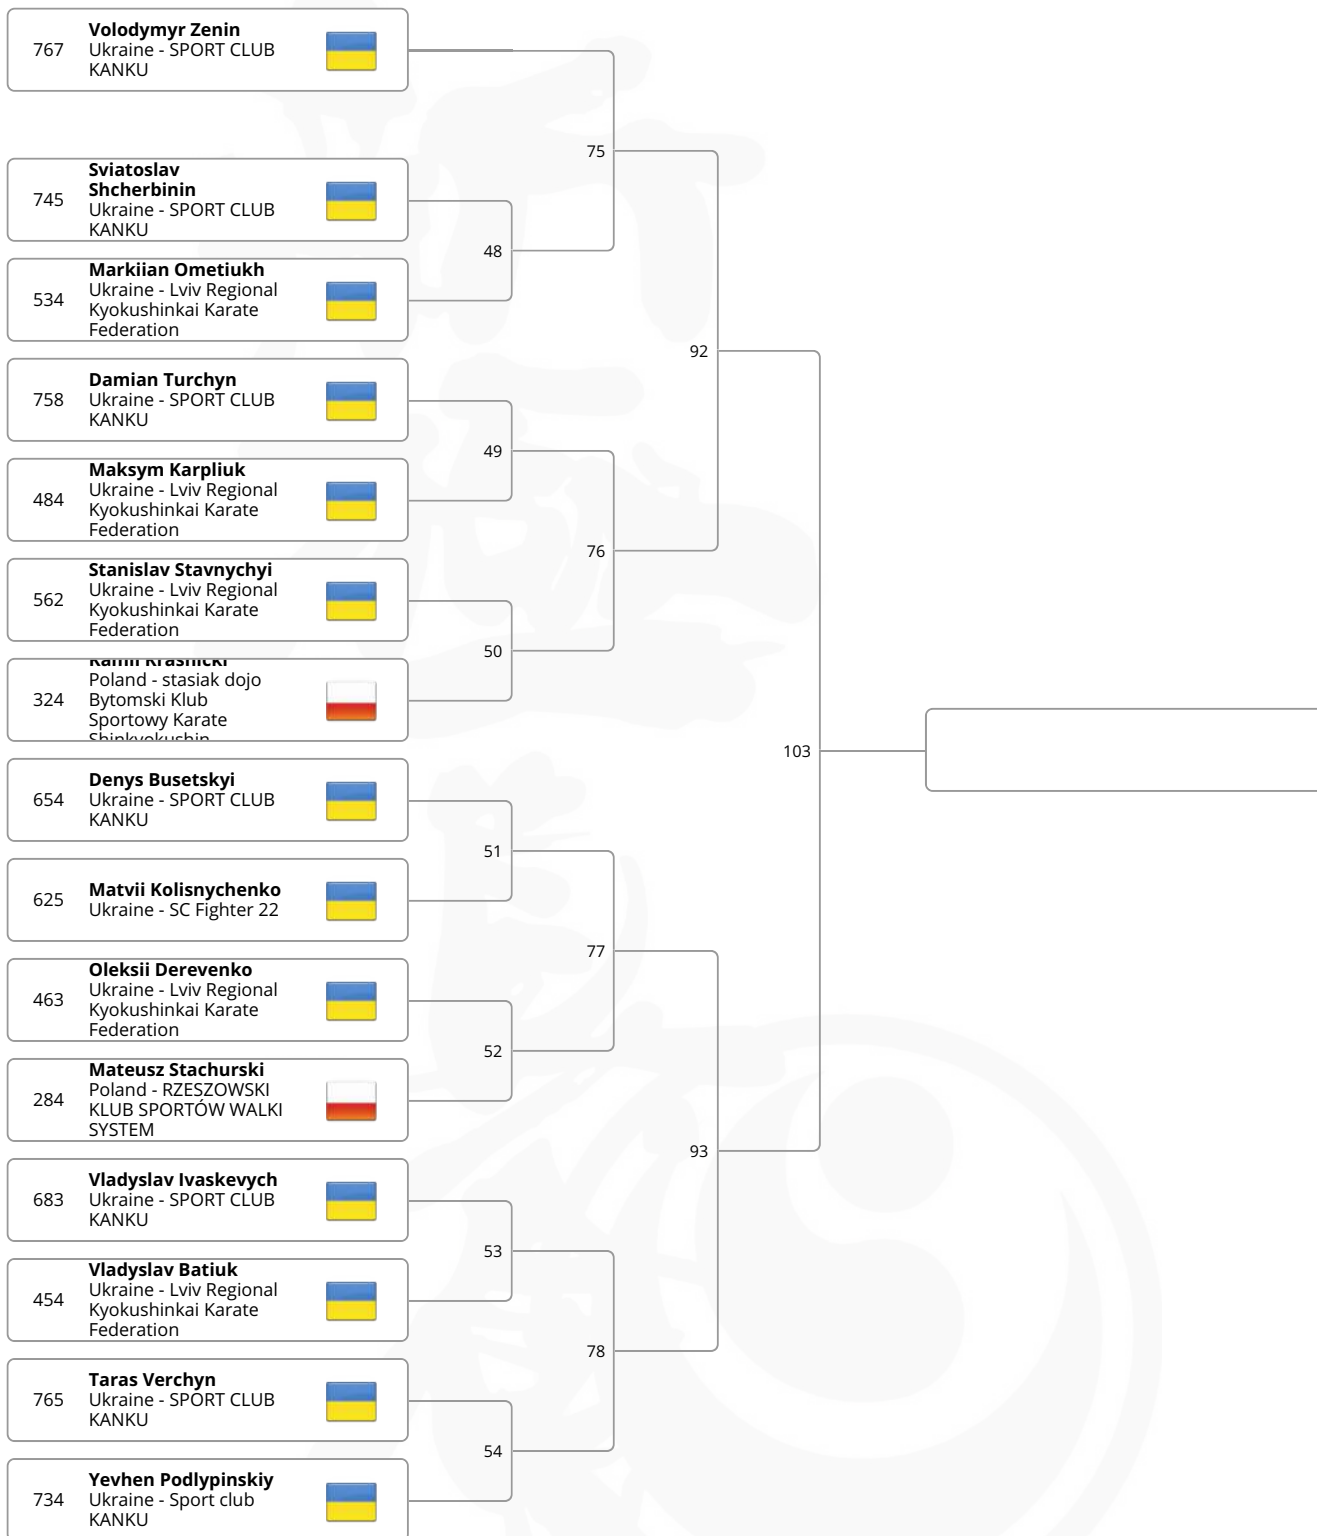 767
Volodymyr Zenin
Ukraine - SPORT CLUB
KANKU
75
745
Sviatoslav
Shcherbinin
Ukraine - SPORT CLUB
KANKU
48
534
Markiian Ometiukh
Ukraine - Lviv Regional
Kyokushinkai Karate
Federation
92
758
Damian Turchyn
Ukraine - SPORT CLUB
KANKU
49
484
Maksym Karpliuk
Ukraine - Lviv Regional
Kyokushinkai Karate
Federation
76
562
Stanislav Stavnychyi
Ukraine - Lviv Regional
Kyokushinkai Karate
Federation
50
324
Kamil Krasnicki
Poland - stasiak dojo
Bytomski Klub
Sportowy Karate
Shinkyokushin
103
654
Denys Busetskyi
Ukraine - SPORT CLUB
KANKU
51
625
Matvii Kolisnychenko
Ukraine - SC Fighter 22
77
463
Oleksii Derevenko
Ukraine - Lviv Regional
Kyokushinkai Karate
Federation
52
284
Mateusz Stachurski
Poland - RZESZOWSKI
KLUB SPORTÓW WALKI
SYSTEM
93
683
Vladyslav Ivaskevych
Ukraine - SPORT CLUB
KANKU
53
454
Vladyslav Batiuk
Ukraine - Lviv Regional
Kyokushinkai Karate
Federation
78
765
Taras Verchyn
Ukraine - SPORT CLUB
KANKU
54
734
Yevhen Podlypinskiy
Ukraine - Sport club
KANKU